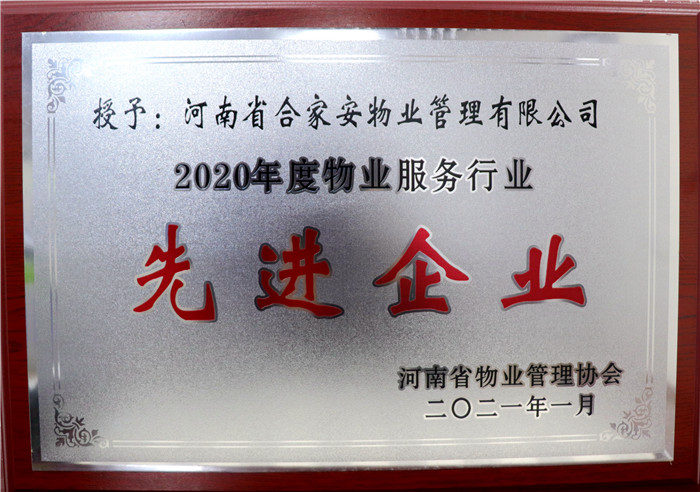 授予：河南省合家安物业管理有限公司
2020年度物业服务行业
先进企业
河南省物业管理协会
二〇二一年一月